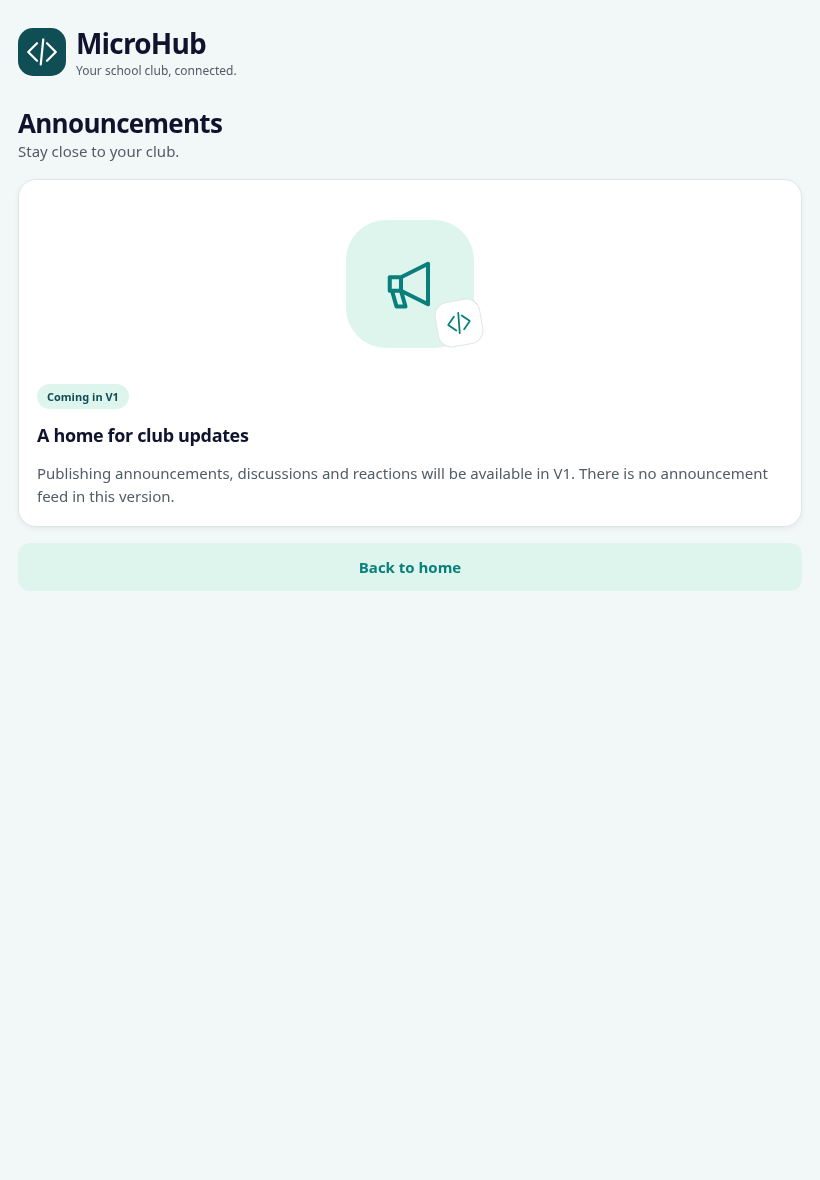 MicroHub
Your school club, connected.
Announcements
Stay close to your club.
Coming in V1
A home for club updates
Publishing announcements, discussions and reactions will be available in V1. There is no announcement
feed in this version.
Back to home